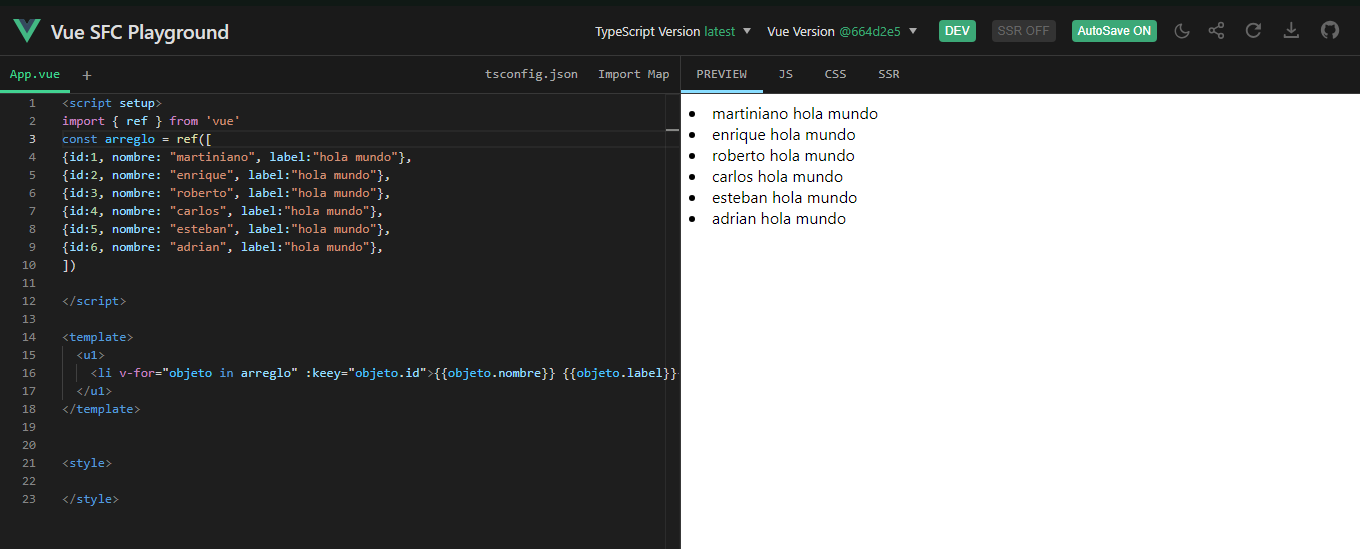 Vue SFC Playground
TypeScript Version latest
Vue Version @664d2e5
DEV
SSR OFF
AutoSave ON
App.vue
+
tsconfig.json
Import Map
1 <script setup>
2 import { ref } from 'vue'
3 const arreglo = ref([
4 {id:1, nombre: "martiniano", label:"hola mundo"},
5 {id:2, nombre: "enrique", label:"hola mundo"},
6 {id:3, nombre: "roberto", label:"hola mundo"},
7 {id:4, nombre: "carlos", label:"hola mundo"},
8 {id:5, nombre: "esteban", label:"hola mundo"},
9 {id:6, nombre: "adrian", label:"hola mundo"},
10 ])
11
12 </script>
13
14 <template>
15 <u1>
16 <li v-for="objeto in arreglo" :keey="objeto.id">{{objeto.nombre}} {{objeto.label}}
17 </u1>
18 </template>
19
20
21 <style>
22
23 </style>
PREVIEW
JS
CSS
SSR
• martiniano hola mundo
• enrique hola mundo
• roberto hola mundo
• carlos hola mundo
• esteban hola mundo
• adrian hola mundo